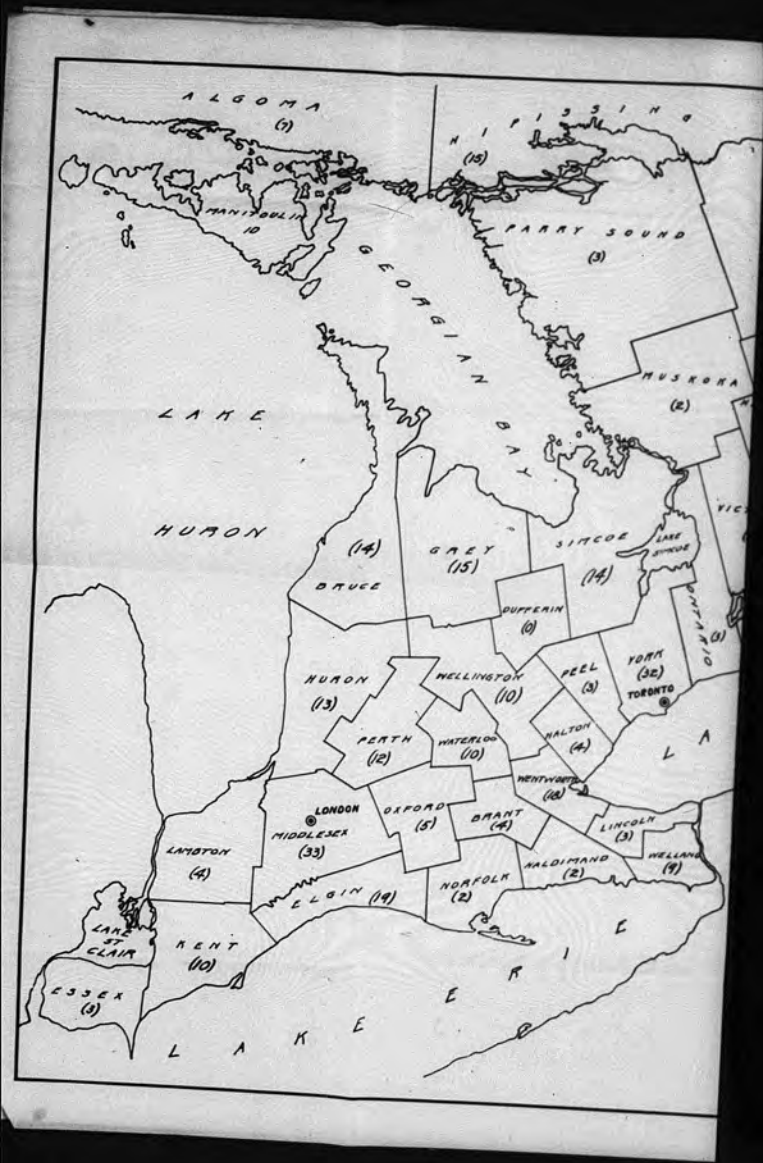 ALGOMA
(7)
NIPISSING
(15)
MANITOULIN
10
PARRY SOUND
(3)
GEORGIAN BAY
MUSKOKA
(2)
LAKE
HURON
(14)
BRUCE
GREY
(15)
SIMCOE
(14)
LAKE
SIMCOE
VIC
DUFFERIN
(0)
ONTARIO
(3)
HURON
(13)
WELLINGTON
(10)
PEEL
(3)
YORK
(32)
TORONTO
PERTH
(12)
WATERLOO
(10)
HALTON
(4)
LA
WENTWORTH
LONDON
MIDDLESEX
(33)
OXFORD
(5)
BRANT
(4)
LINCOLN
(3)
LAMBTON
(4)
HALDIMAND
(2)
WELLAND
(9)
ELGIN (19)
NORFOLK
(2)
LAKE
ST
CLAIR
KENT
(10)
ESSEX
(3)
LAKE ERIE